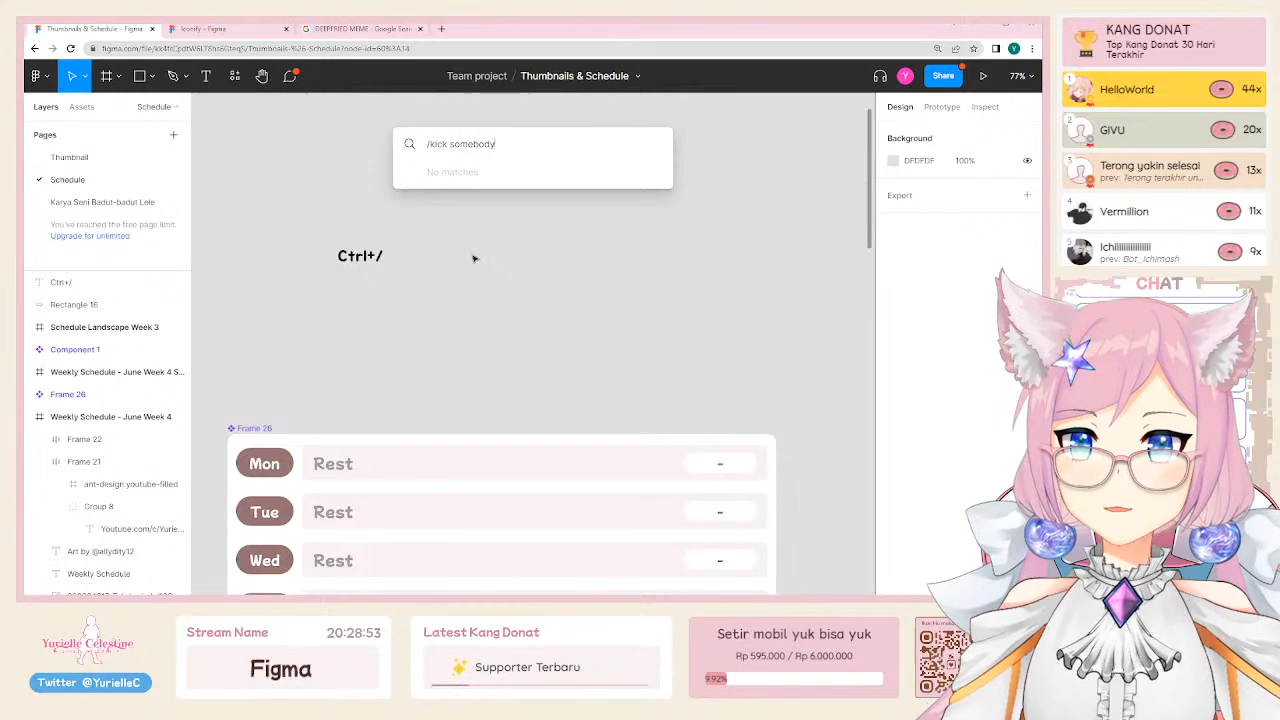 Thumbnails & Schedule – Figma
Iconify - Figma
DEEPFRIED MEME - Google Sear
Team project / Thumbnails & Schedule
Share
77%
Layers
Assets
Schedule
Pages
Thumbnail
Schedule
Karya Seni Badut-badut Lele
You've reached the free page limit.
Upgrade for unlimited
Ctrl+/
Rectangle 16
Schedule Landscape Week 3
Component 1
Weekly Schedule - June Week 4 S...
Frame 26
Weekly Schedule - June Week 4
Frame 22
Frame 21
ant-design:youtube-filled
Group 8
Youtube.com/c/Yurie...
Art by @allydity12
Weekly Schedule
/kick somebody
No matches
Ctrl+/
Frame 26
Mon
Rest
-
Tue
Rest
-
Wed
Rest
-
Design
Prototype
Inspect
Background
DFDFDF
100%
Export
KANG DONAT
Top Kang Donat 30 Hari
Terakhir
1
HelloWorld
44x
2
GIVU
20x
3
Terong yakin selesai
prev: Terong terakhir un...
13x
4
Vermillion
11x
5
prev: Bot_Ichimash
9x
CHAT
Yurielle Celestine
Twitter @YurielleC
Stream Name
20:28:53
Figma
Latest Kang Donat
Supporter Terbaru
Setir mobil yuk bisa yuk
Rp 595.000 / Rp 6.000.000
9.92%